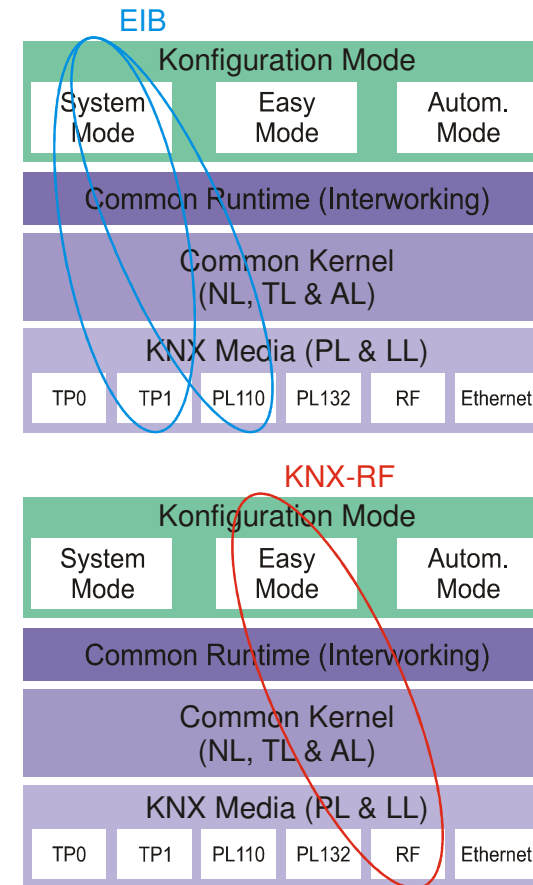 EIB
Konfiguration Mode
System Easy Autom.
Mode Mode Mode
Common Runtime (Interworking)
Common Kernel
(NL, TL & AL)
KNX Media (PL & LL)
TP0 TP1 PL110 PL132 RF Ethernet
KNX-RF
Konfiguration Mode
System Easy Autom.
Mode Mode Mode
Common Runtime (Interworking)
Common Kernel
(NL, TL & AL)
KNX Media (PL & LL)
TP0 TP1 PL110 PL132 RF Ethernet